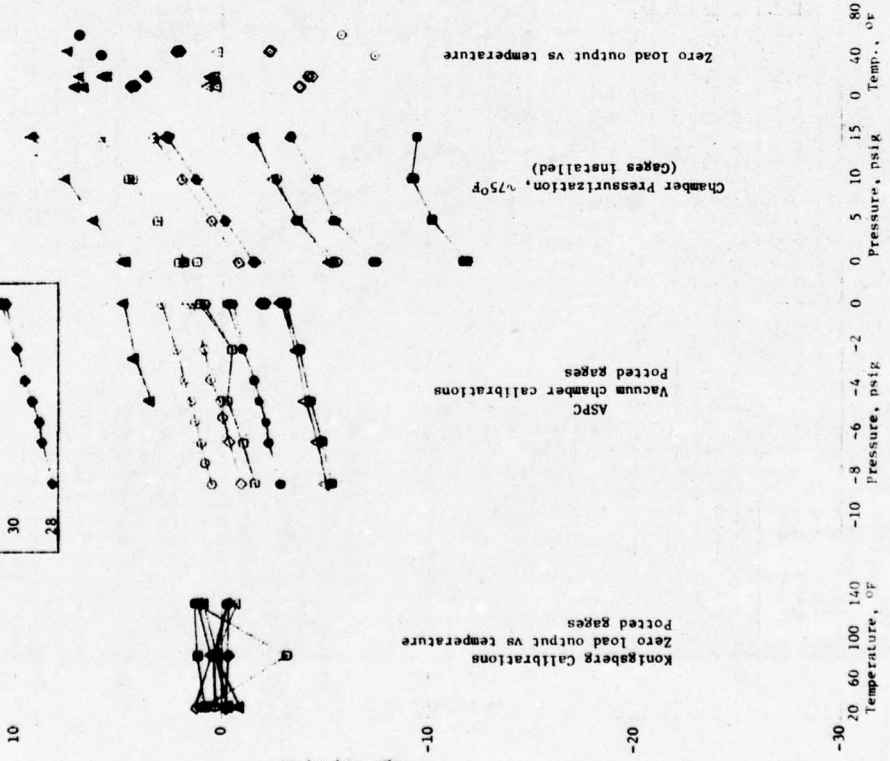 30
28
10
0
-10
-20
-30
Konigsberg Calibrations
Zero load output vs temperature
Potted gages
20 60 100 140
Temperature, °F
ASPC
Vacuum chamber calibrations
Potted gages
-10 -8 -6 -4 -2 0
Pressure, psig
Chamber Pressurization, ~75°F
(Gages installed)
0 5 10 15
Pressure, psig
Zero load output vs temperature
0 40 80
Temp., °F